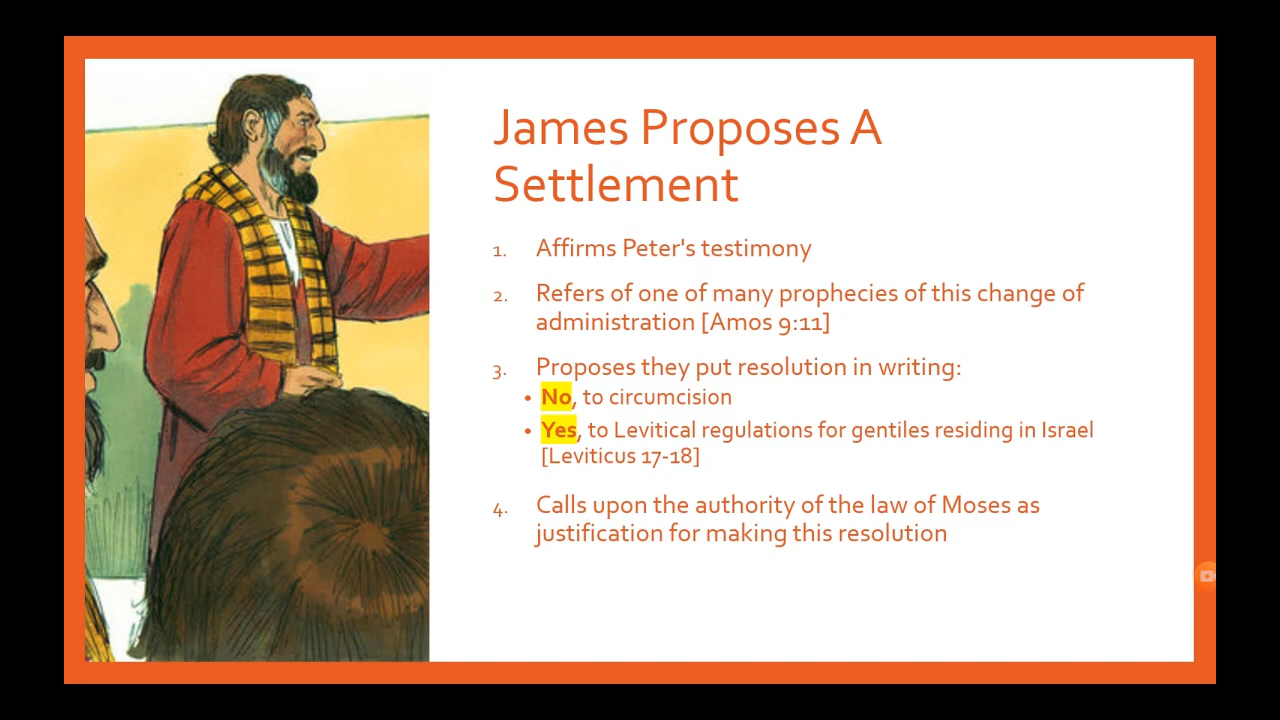 James Proposes A
Settlement
1. Affirms Peter's testimony
2. Refers of one of many prophecies of this change of
administration [Amos 9:11]
3. Proposes they put resolution in writing:
• No, to circumcision
• Yes, to Levitical regulations for gentiles residing in Israel
[Leviticus 17-18]
4. Calls upon the authority of the law of Moses as
justification for making this resolution